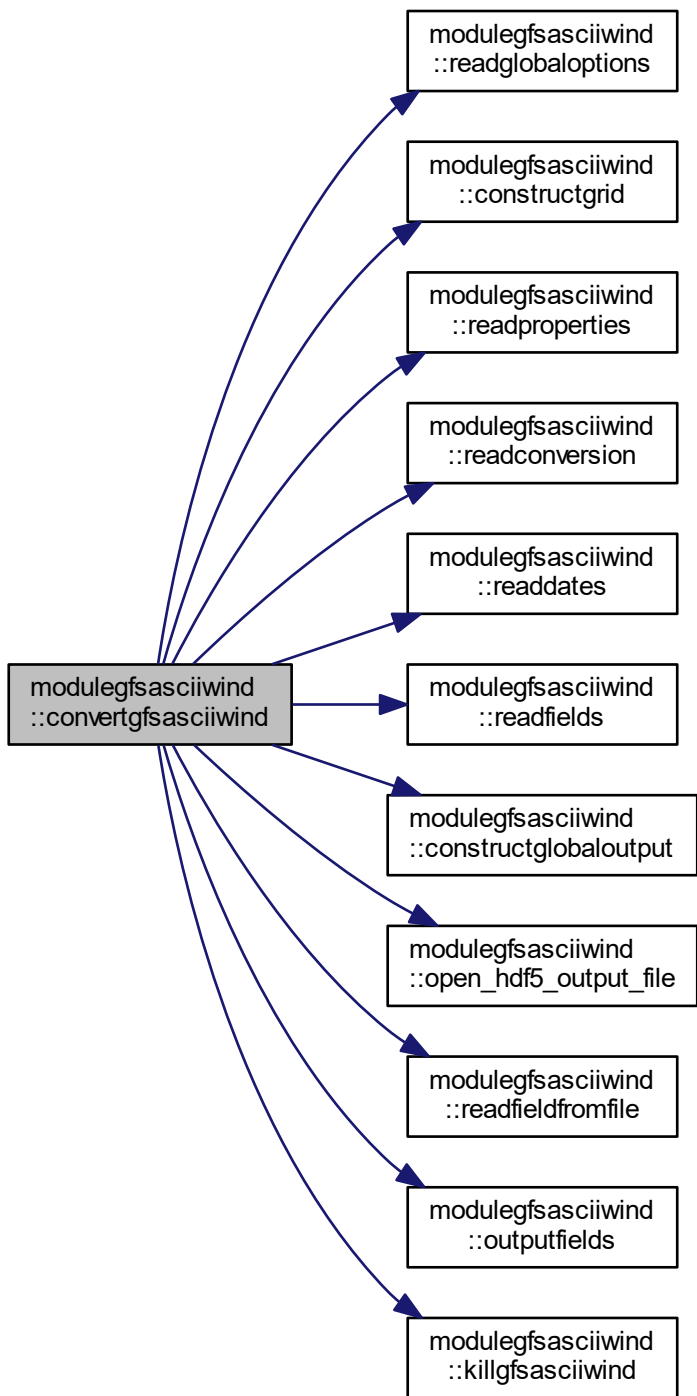 modulegfsasciiwind
::readglobaloptions
modulegfsasciiwind
::constructgrid
modulegfsasciiwind
::readproperties
modulegfsasciiwind
::readconversion
modulegfsasciiwind
::readdates
modulegfsasciiwind
::convertgfsasciiwind
modulegfsasciiwind
::readfields
modulegfsasciiwind
::constructglobaloutput
modulegfsasciiwind
::open_hdf5_output_file
modulegfsasciiwind
::readfieldfromfile
modulegfsasciiwind
::outputfields
modulegfsasciiwind
::killgfsasciiwind